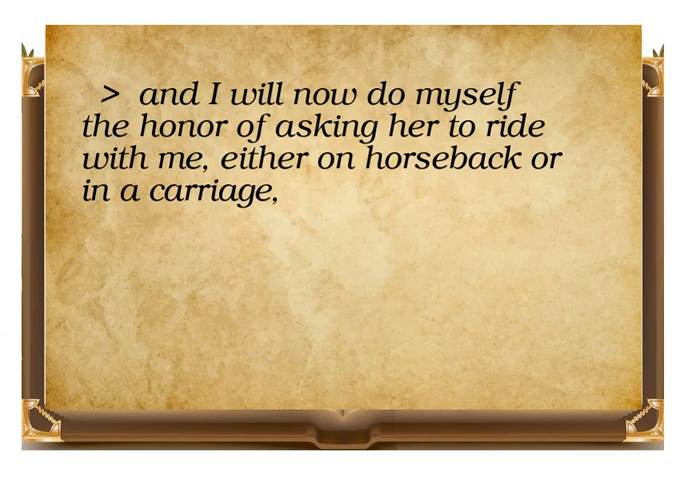 > and I will now do myself
the honor of asking her to ride
with me, either on horseback or
in a carriage,